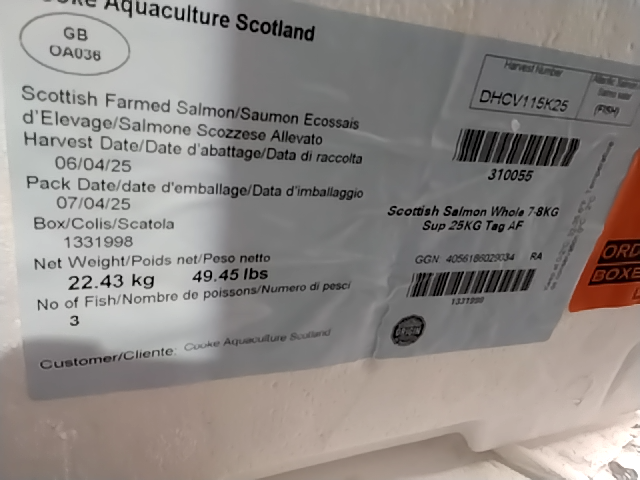 Cooke Aquaculture Scotland
GB
OA036
Scottish Farmed Salmon/Saumon Ecossais
d'Elevage/Salmone Scozzese Allevato
Harvest Date/Date d'abattage/Data di raccolta
06/04/25
Pack Date/date d'emballage/Data d'imballaggio
07/04/25
Box/Colis/Scatola
1331998
Net Weight/Poids net/Peso netto
22.43 kg 49.45 lbs
No of Fish/Nombre de poissons/Numero di pesci
3
Customer/Cliente: Cooke Aquaculture Scotland
Harvest Number
DHCV115K25
(FISH)
310055
Scottish Salmon Whole 7-8KG
Sup 25KG Tag AF
GGN: 4056186029034 RA
1331998
ORD
BOXE